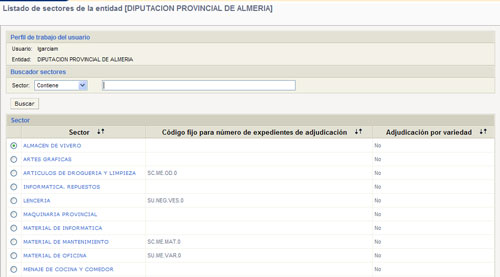 Listado de sectores de la entidad [DIPUTACION PROVINCIAL DE ALMERIA]
Perfil de trabajo del usuario
Usuario: lgarciam
Entidad: DIPUTACION PROVINCIAL DE ALMERIA
Buscador sectores
Sector: Contiene
Buscar
Sector
Sector Código fijo para número de expedientes de adjudicación Adjudicación por variedad
ALMACEN DE VIVERO No
ARTES GRAFICAS No
ARTICULOS DE DROGUERIA Y LIMPIEZA SC.ME.OD.0 No
INFORMATICA. REPUESTOS No
LENCERIA SU.NEG.VES.0 No
MAQUINARIA PROVINCIAL No
MATERIAL DE INFORMATICA No
MATERIAL DE MANTENIMIENTO SC.ME.MAT.0 No
MATERIAL DE OFICINA SU.ME.VAR.0 No
MENAJE DE COCINA Y COMEDOR No